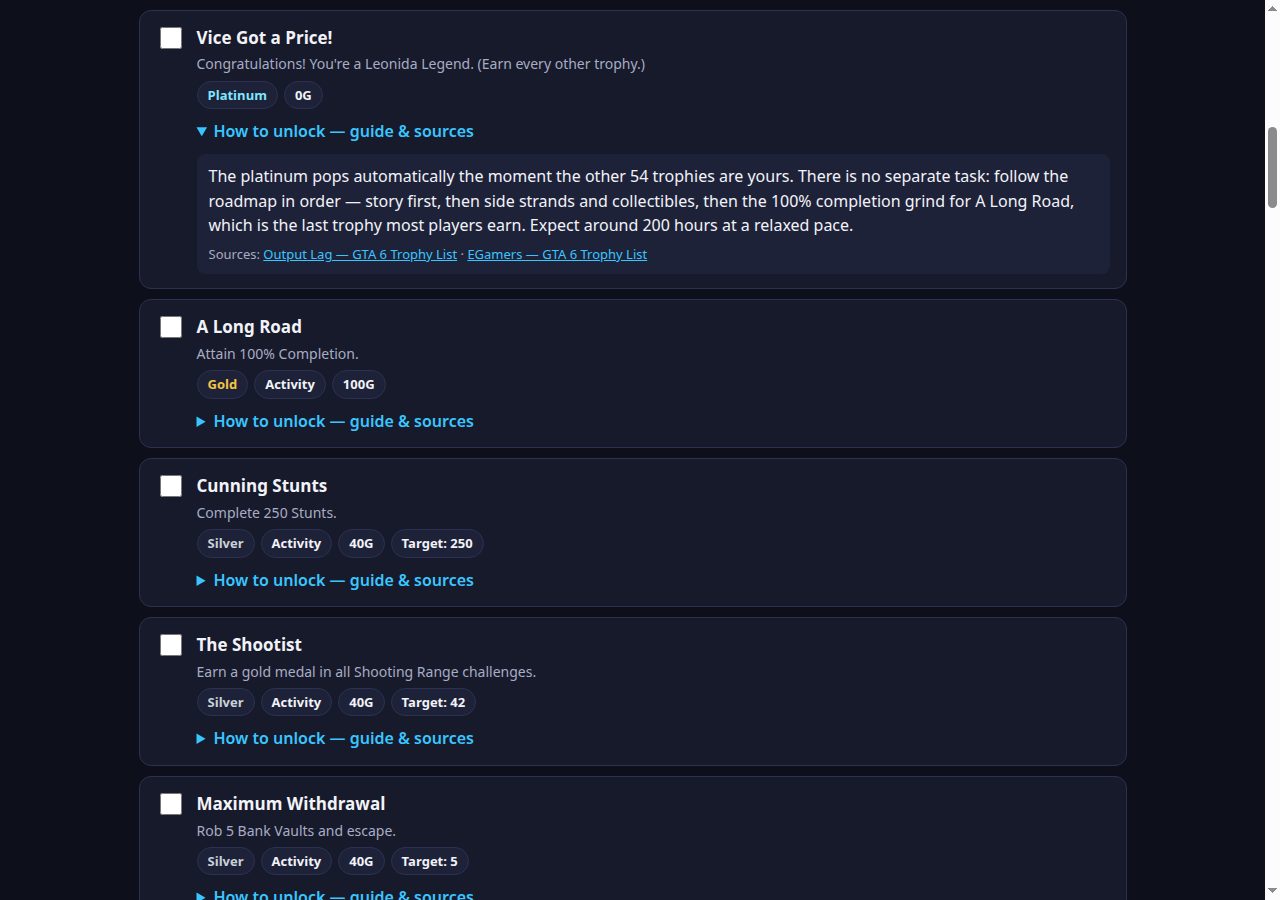 Vice Got a Price!
Congratulations! You're a Leonida Legend. (Earn every other trophy.)
Platinum 0G
▼ How to unlock — guide & sources
The platinum pops automatically the moment the other 54 trophies are yours. There is no separate task: follow the
roadmap in order — story first, then side strands and collectibles, then the 100% completion grind for A Long Road,
which is the last trophy most players earn. Expect around 200 hours at a relaxed pace.
Sources: Output Lag — GTA 6 Trophy List · EGamers — GTA 6 Trophy List
A Long Road
Attain 100% Completion.
Gold Activity 100G
▶ How to unlock — guide & sources
Cunning Stunts
Complete 250 Stunts.
Silver Activity 40G Target: 250
▶ How to unlock — guide & sources
The Shootist
Earn a gold medal in all Shooting Range challenges.
Silver Activity 40G Target: 42
▶ How to unlock — guide & sources
Maximum Withdrawal
Rob 5 Bank Vaults and escape.
Silver Activity 40G Target: 5
▶ How to unlock — guide & sources